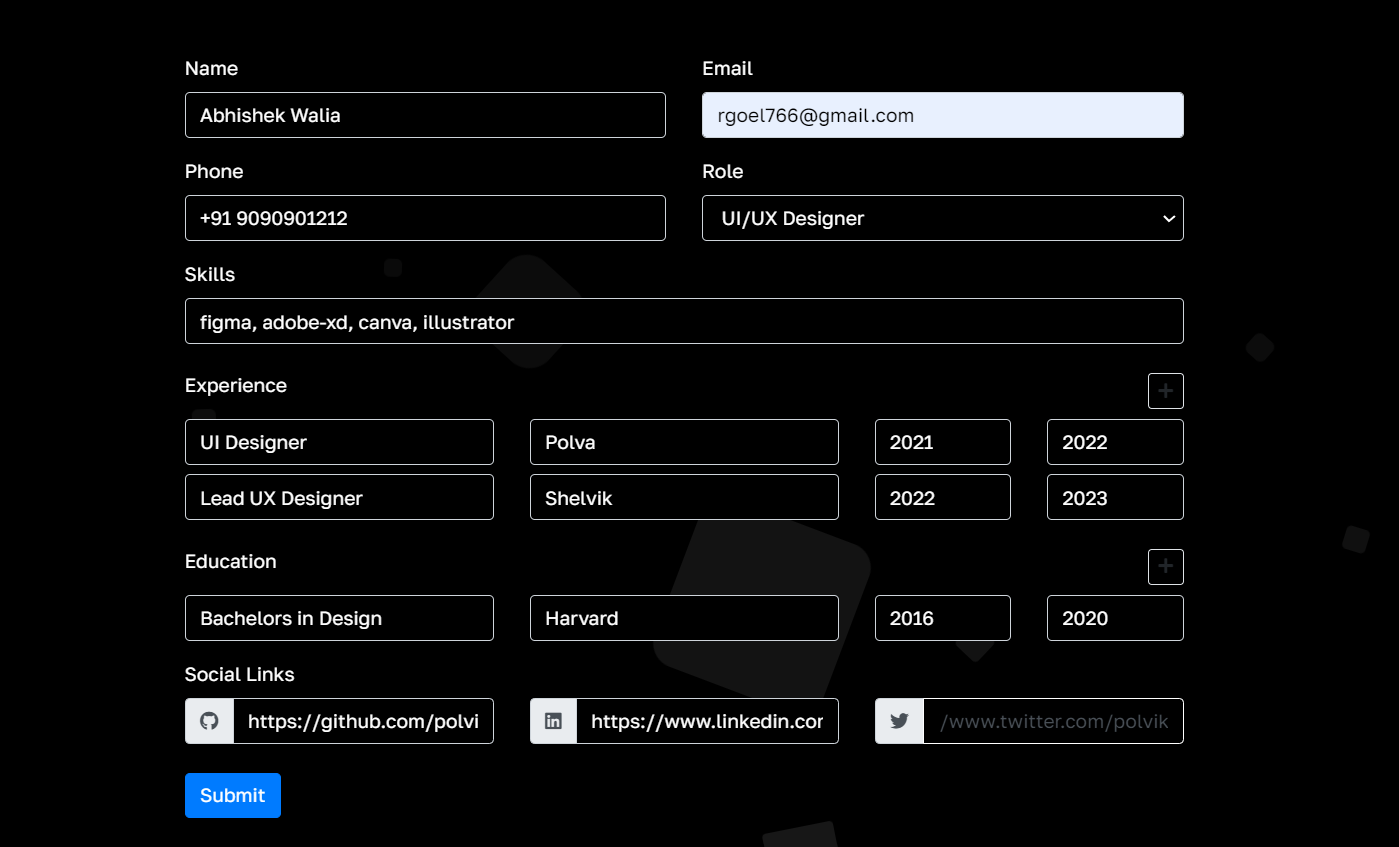 Name Email
Abhishek Walia rgoel766@gmail.com
Phone Role
+91 9090901212 UI/UX Designer
Skills
figma, adobe-xd, canva, illustrator
Experience
UI Designer Polva 2021 2022
Lead UX Designer Shelvik 2022 2023
Education
Bachelors in Design Harvard 2016 2020
Social Links
https://github.com/polvi https://www.linkedin.cor /www.twitter.com/polvik
Submit